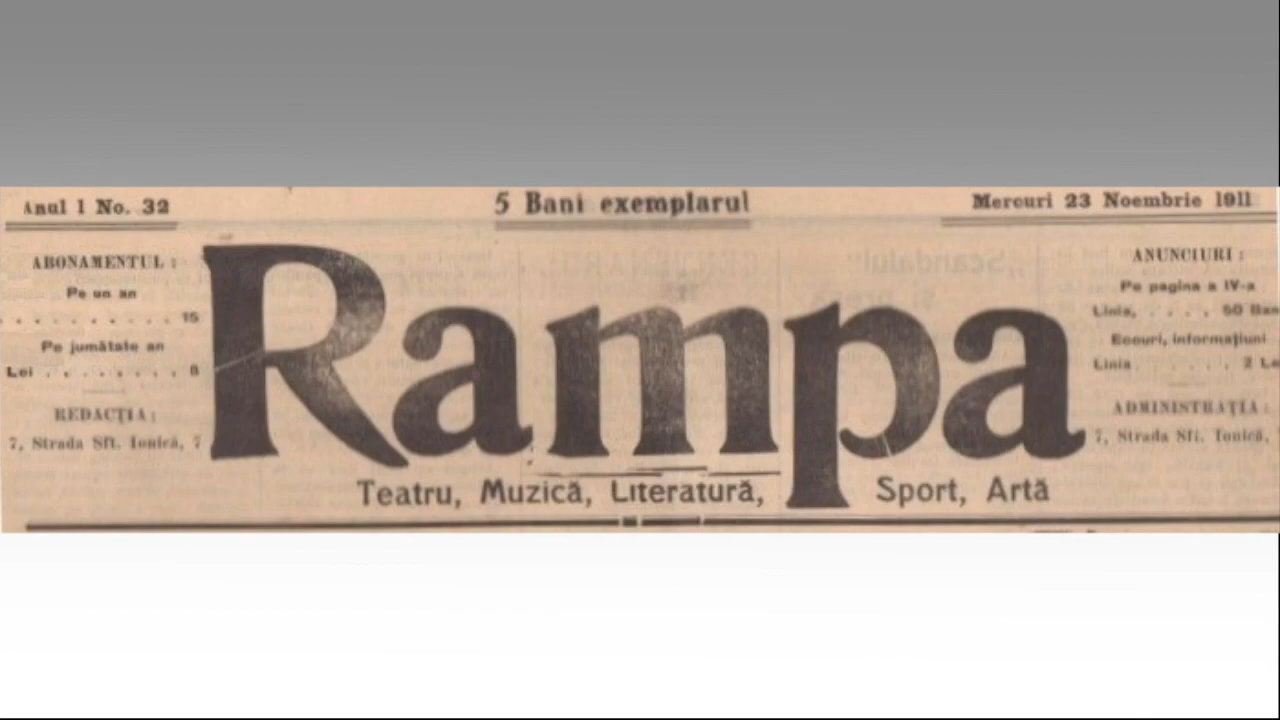 Anul 1 No. 32
5 Bani exemplarul
Mercuri 23 Noembrie 1911
ABONAMENTUL :
Pe un an
. . . . . . . . . . 15
Pe jumătate an
Lei . . . . . . . . 8
REDACȚIA :
7, Strada Sft. Ionică, 7
Rampa
Teatru, Muzică, Literatură, Sport, Artă
ANUNCIURI :
Pe pagina a IV-a
Linia, . . . . 50 Ban
Ecouri, informațiuni
Linia . . . . . . 2 Le
ADMINISTRAȚIA :
7, Strada Sft. Ionică,